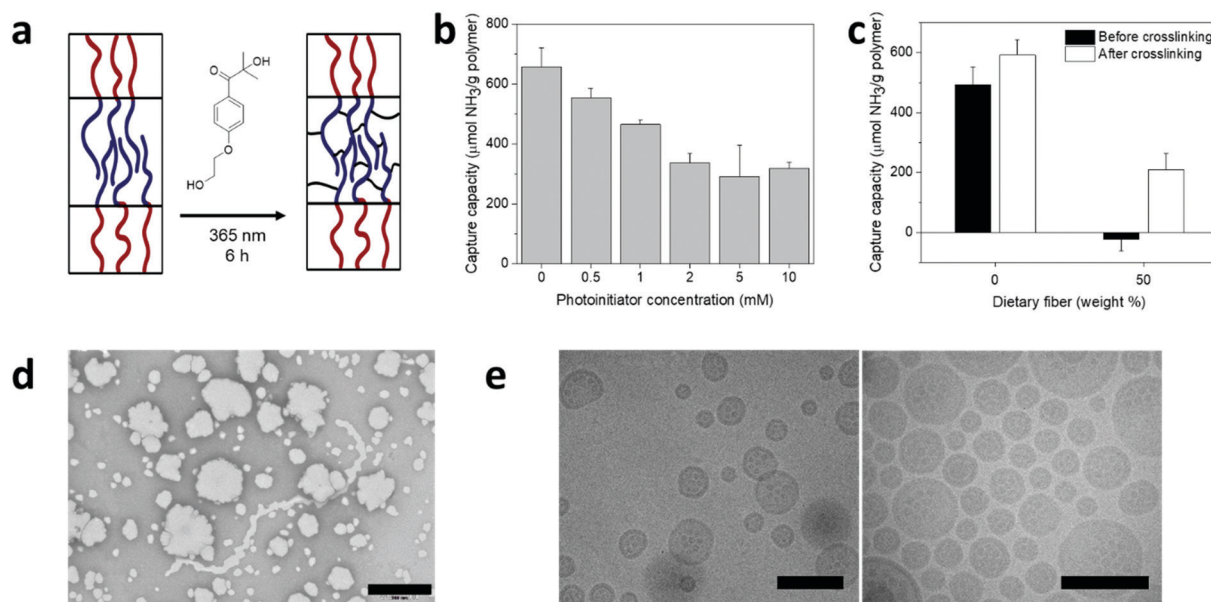 a
O
OH
O
HO
365 nm
6 h
b
Capture capacity (μmol NH3/g polymer)
800
600
400
200
0
0 0.5 1 2 5 10
Photoinitiator concentration (mM)
c
Before crosslinking
After crosslinking
Capture capacity (μmol NH3/g polymer)
600
400
200
0
0 50
Dietary fiber (weight %)
d
e